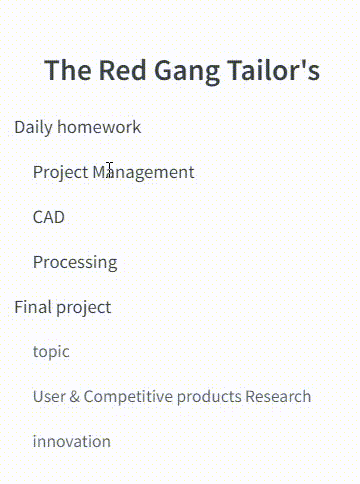 The Red Gang Tailor's
Daily homework
Project Management
CAD
Processing
Final project
topic
User & Competitive products Research
innovation